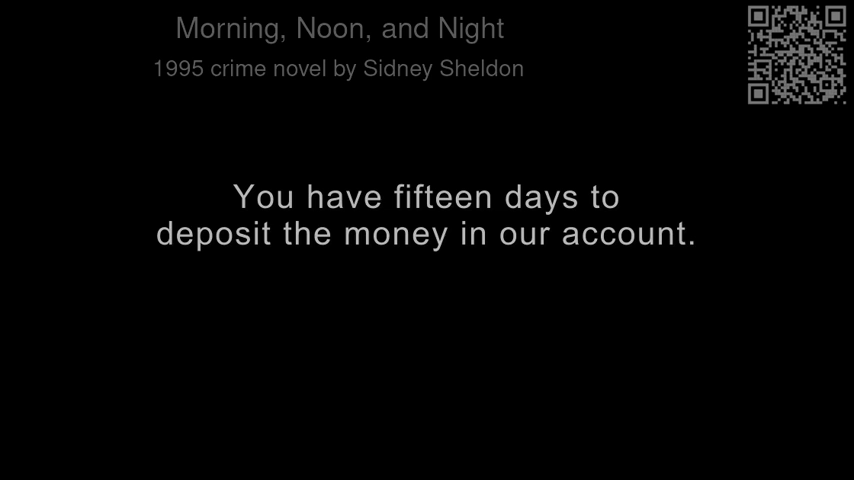 Morning, Noon, and Night
1995 crime novel by Sidney Sheldon
You have fifteen days to
deposit the money in our account.